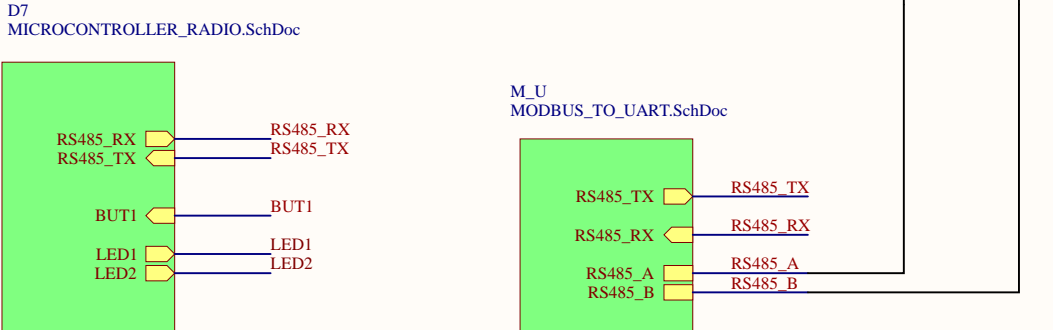 D7
MICROCONTROLLER_RADIO.SchDoc
RS485_RX
RS485_RX
RS485_TX
RS485_TX
BUT1
BUT1
LED1
LED1
LED2
LED2
M_U
MODBUS_TO_UART.SchDoc
RS485_TX
RS485_TX
RS485_RX
RS485_RX
RS485_A
RS485_A
RS485_B
RS485_B